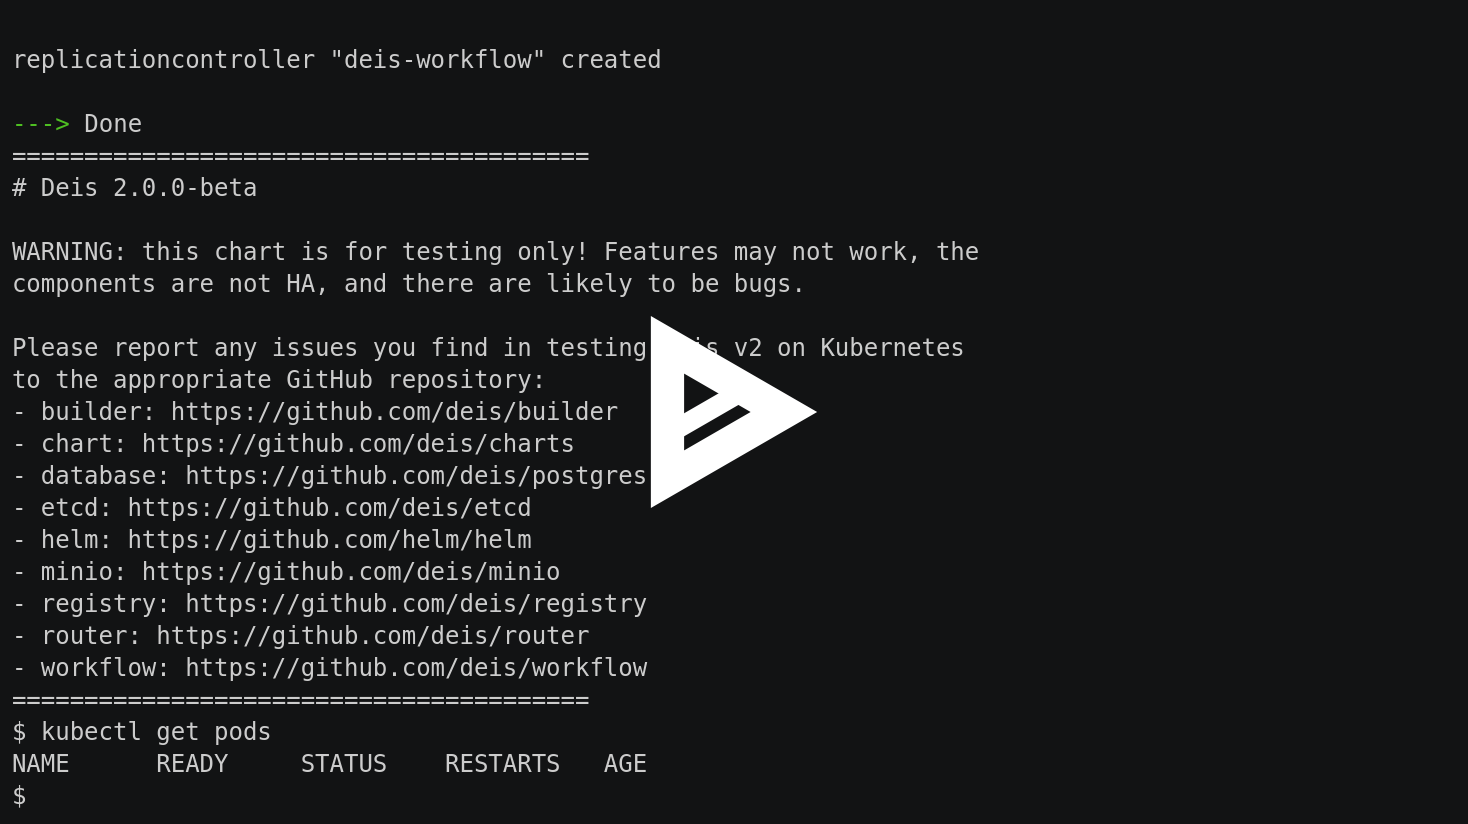 replicationcontroller "deis-workflow" created
---> Done
========================================
# Deis 2.0.0-beta
WARNING: this chart is for testing only! Features may not work, the
components are not HA, and there are likely to be bugs.
Please report any issues you find in testing v2 on Kubernetes
to the appropriate GitHub repository:
- builder: https://github.com/deis/builder
- chart: https://github.com/deis/charts
- database: https://github.com/deis/postgres
- etcd: https://github.com/deis/etcd
- helm: https://github.com/helm/helm
- minio: https://github.com/deis/minio
- registry: https://github.com/deis/registry
- router: https://github.com/deis/router
- workflow: https://github.com/deis/workflow
========================================
$ kubectl get pods
NAME      READY     STATUS    RESTARTS   AGE
$